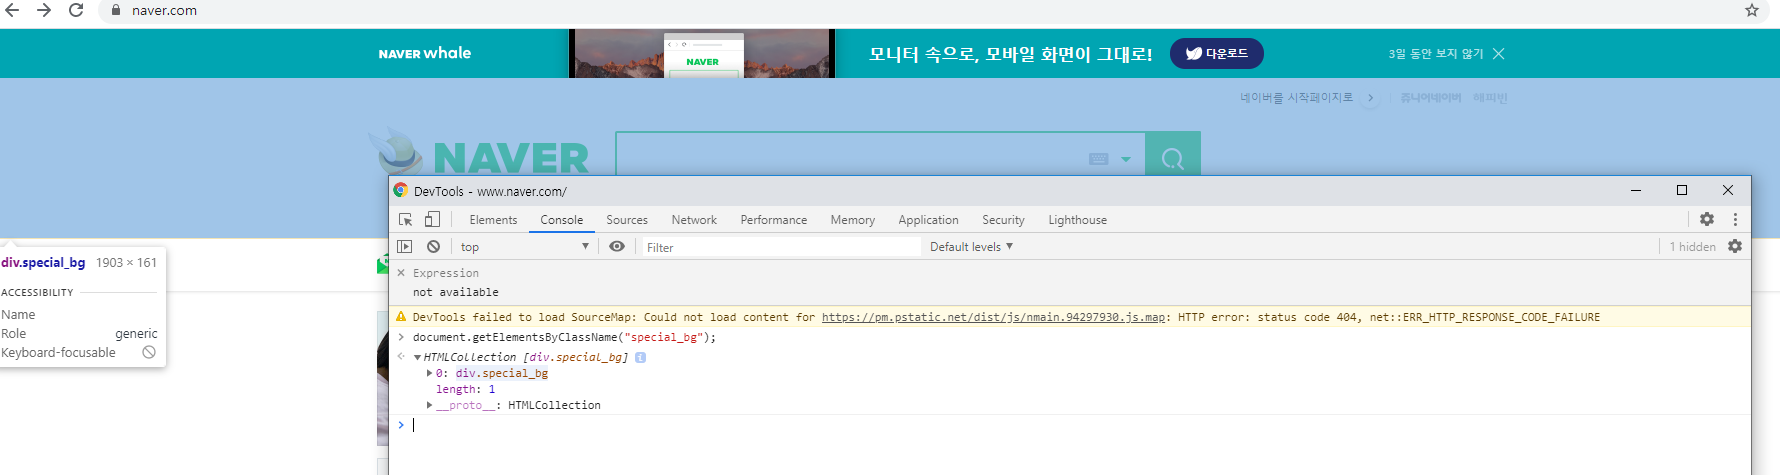 naver.com
NAVER whale
NAVER
모니터 속으로, 모바일 화면이 그대로!
다운로드
3일 동안 보지 않기
네이버를 시작페이지로
쥬니어네이버
해피빈
NAVER
DevTools - www.naver.com/
Elements Console Sources Network Performance Memory Application Security Lighthouse
top Filter Default levels 1 hidden
div.special_bg 1903 × 161
ACCESSIBILITY
Name
Role generic
Keyboard-focusable
Expression
not available
DevTools failed to load SourceMap: Could not load content for https://pm.pstatic.net/dist/js/nmain.94297930.js.map: HTTP error: status code 404, net::ERR_HTTP_RESPONSE_CODE_FAILURE
document.getElementsByClassName("special_bg");
HTMLCollection [div.special_bg]
0: div.special_bg
length: 1
__proto__: HTMLCollection